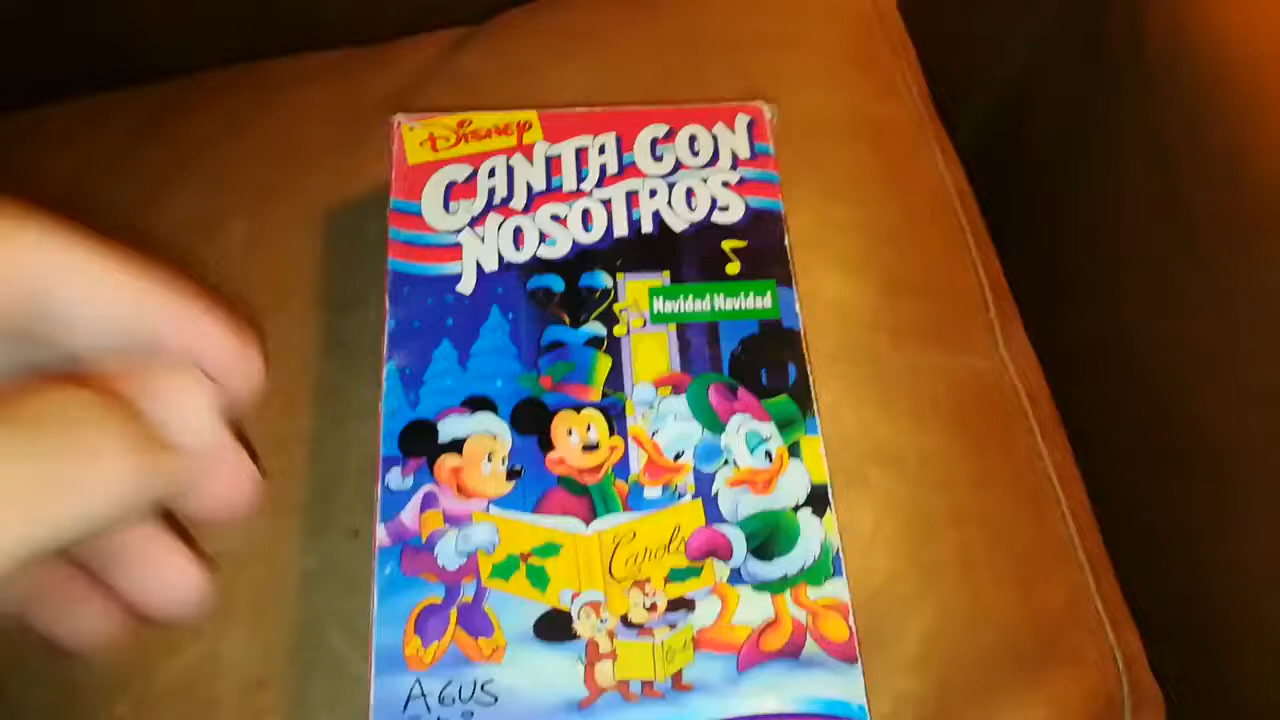 Disney
CANTA CON
NOSOTROS
Navidad Navidad
Carols
AGUS